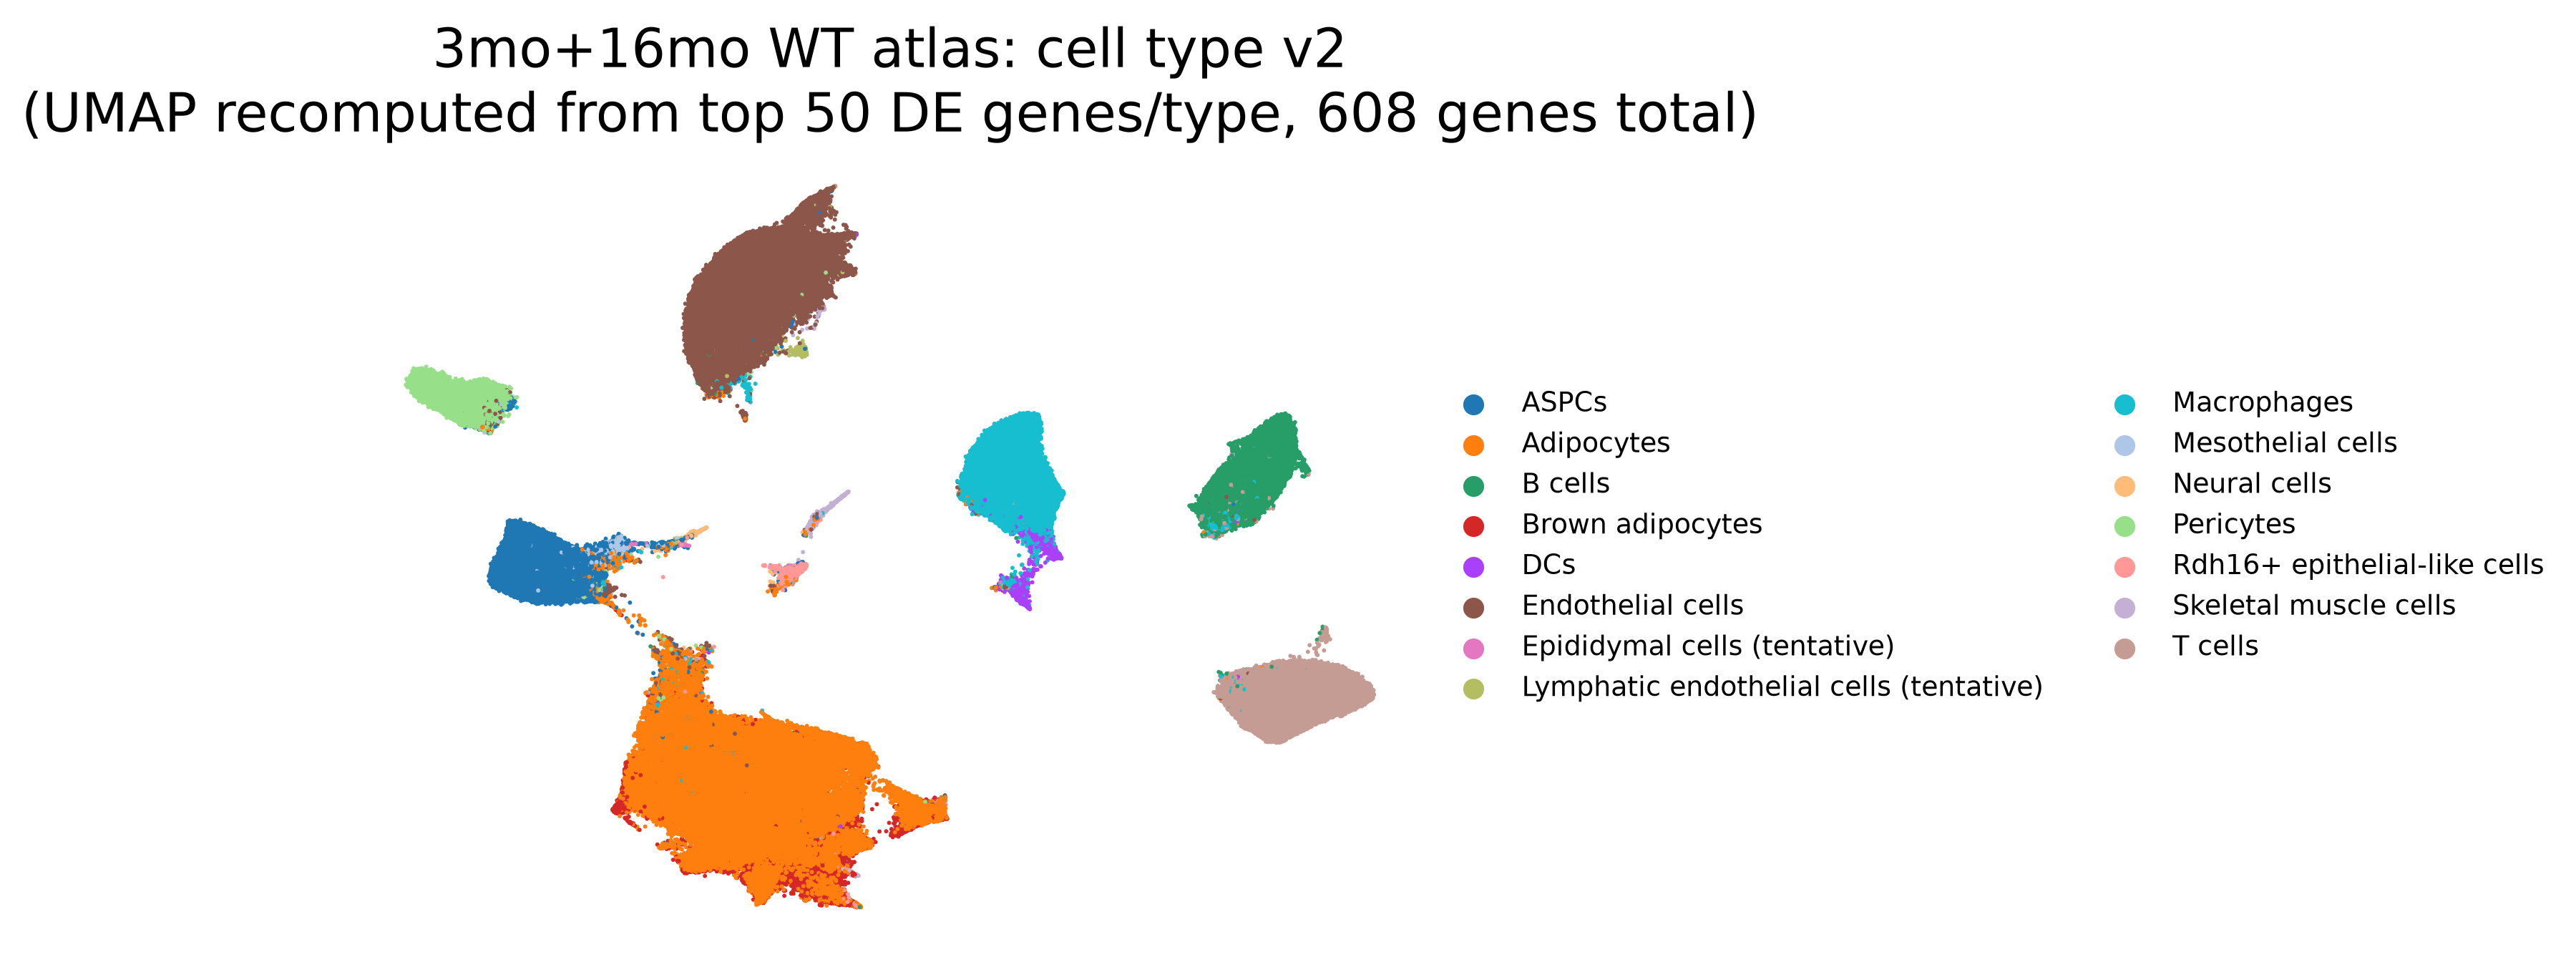 3mo+16mo WT atlas: cell type v2
(UMAP recomputed from top 50 DE genes/type, 608 genes total)
ASPCs
Adipocytes
B cells
Brown adipocytes
DCs
Endothelial cells
Epididymal cells (tentative)
Lymphatic endothelial cells (tentative)
Macrophages
Mesothelial cells
Neural cells
Pericytes
Rdh16+ epithelial-like cells
Skeletal muscle cells
T cells